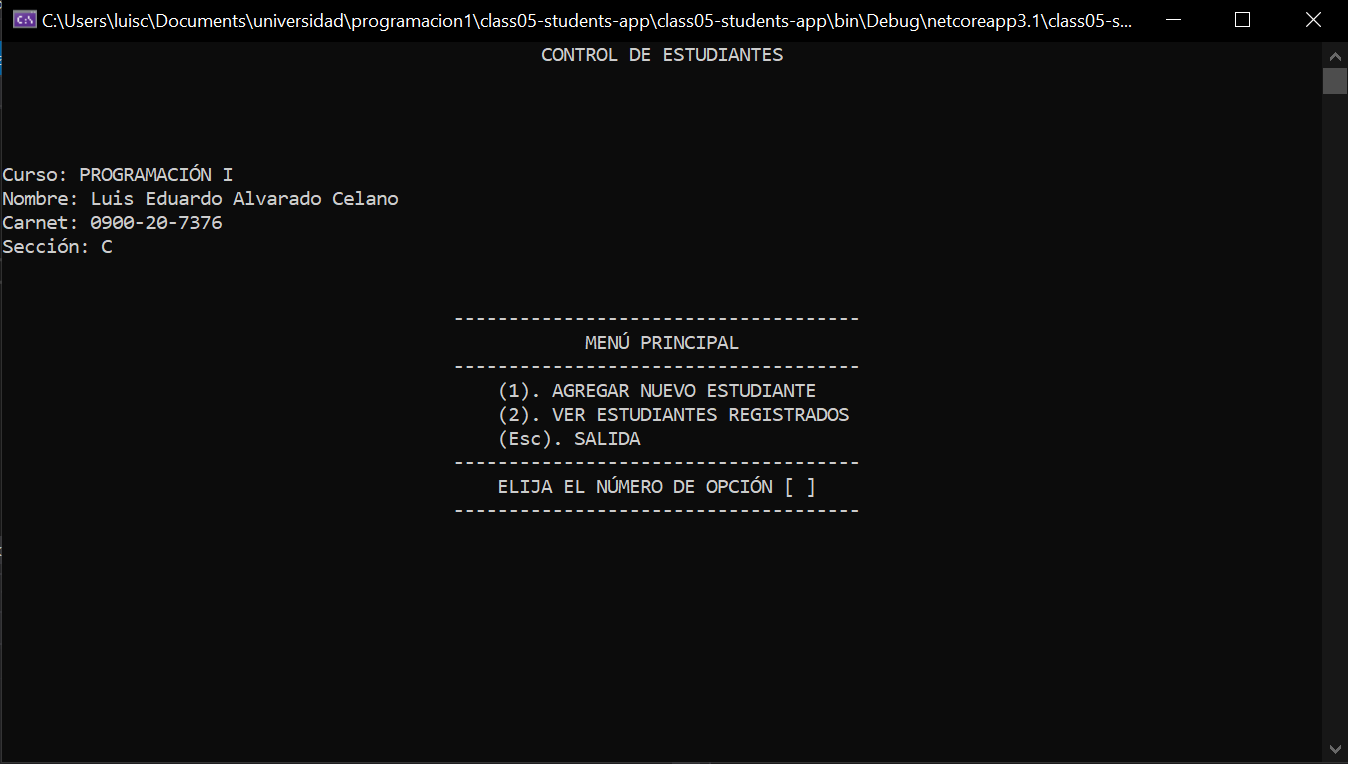 C:\Users\luisc\Documents\universidad\programacion1\class05-students-app\class05-students-app\bin\Debug\netcoreapp3.1\class05-s...
CONTROL DE ESTUDIANTES
Curso: PROGRAMACIÓN I
Nombre: Luis Eduardo Alvarado Celano
Carnet: 0900-20-7376
Sección: C
-------------------------------------
MENÚ PRINCIPAL
-------------------------------------
(1). AGREGAR NUEVO ESTUDIANTE
(2). VER ESTUDIANTES REGISTRADOS
(Esc). SALIDA
-------------------------------------
ELIJA EL NÚMERO DE OPCIÓN [ ]
-------------------------------------